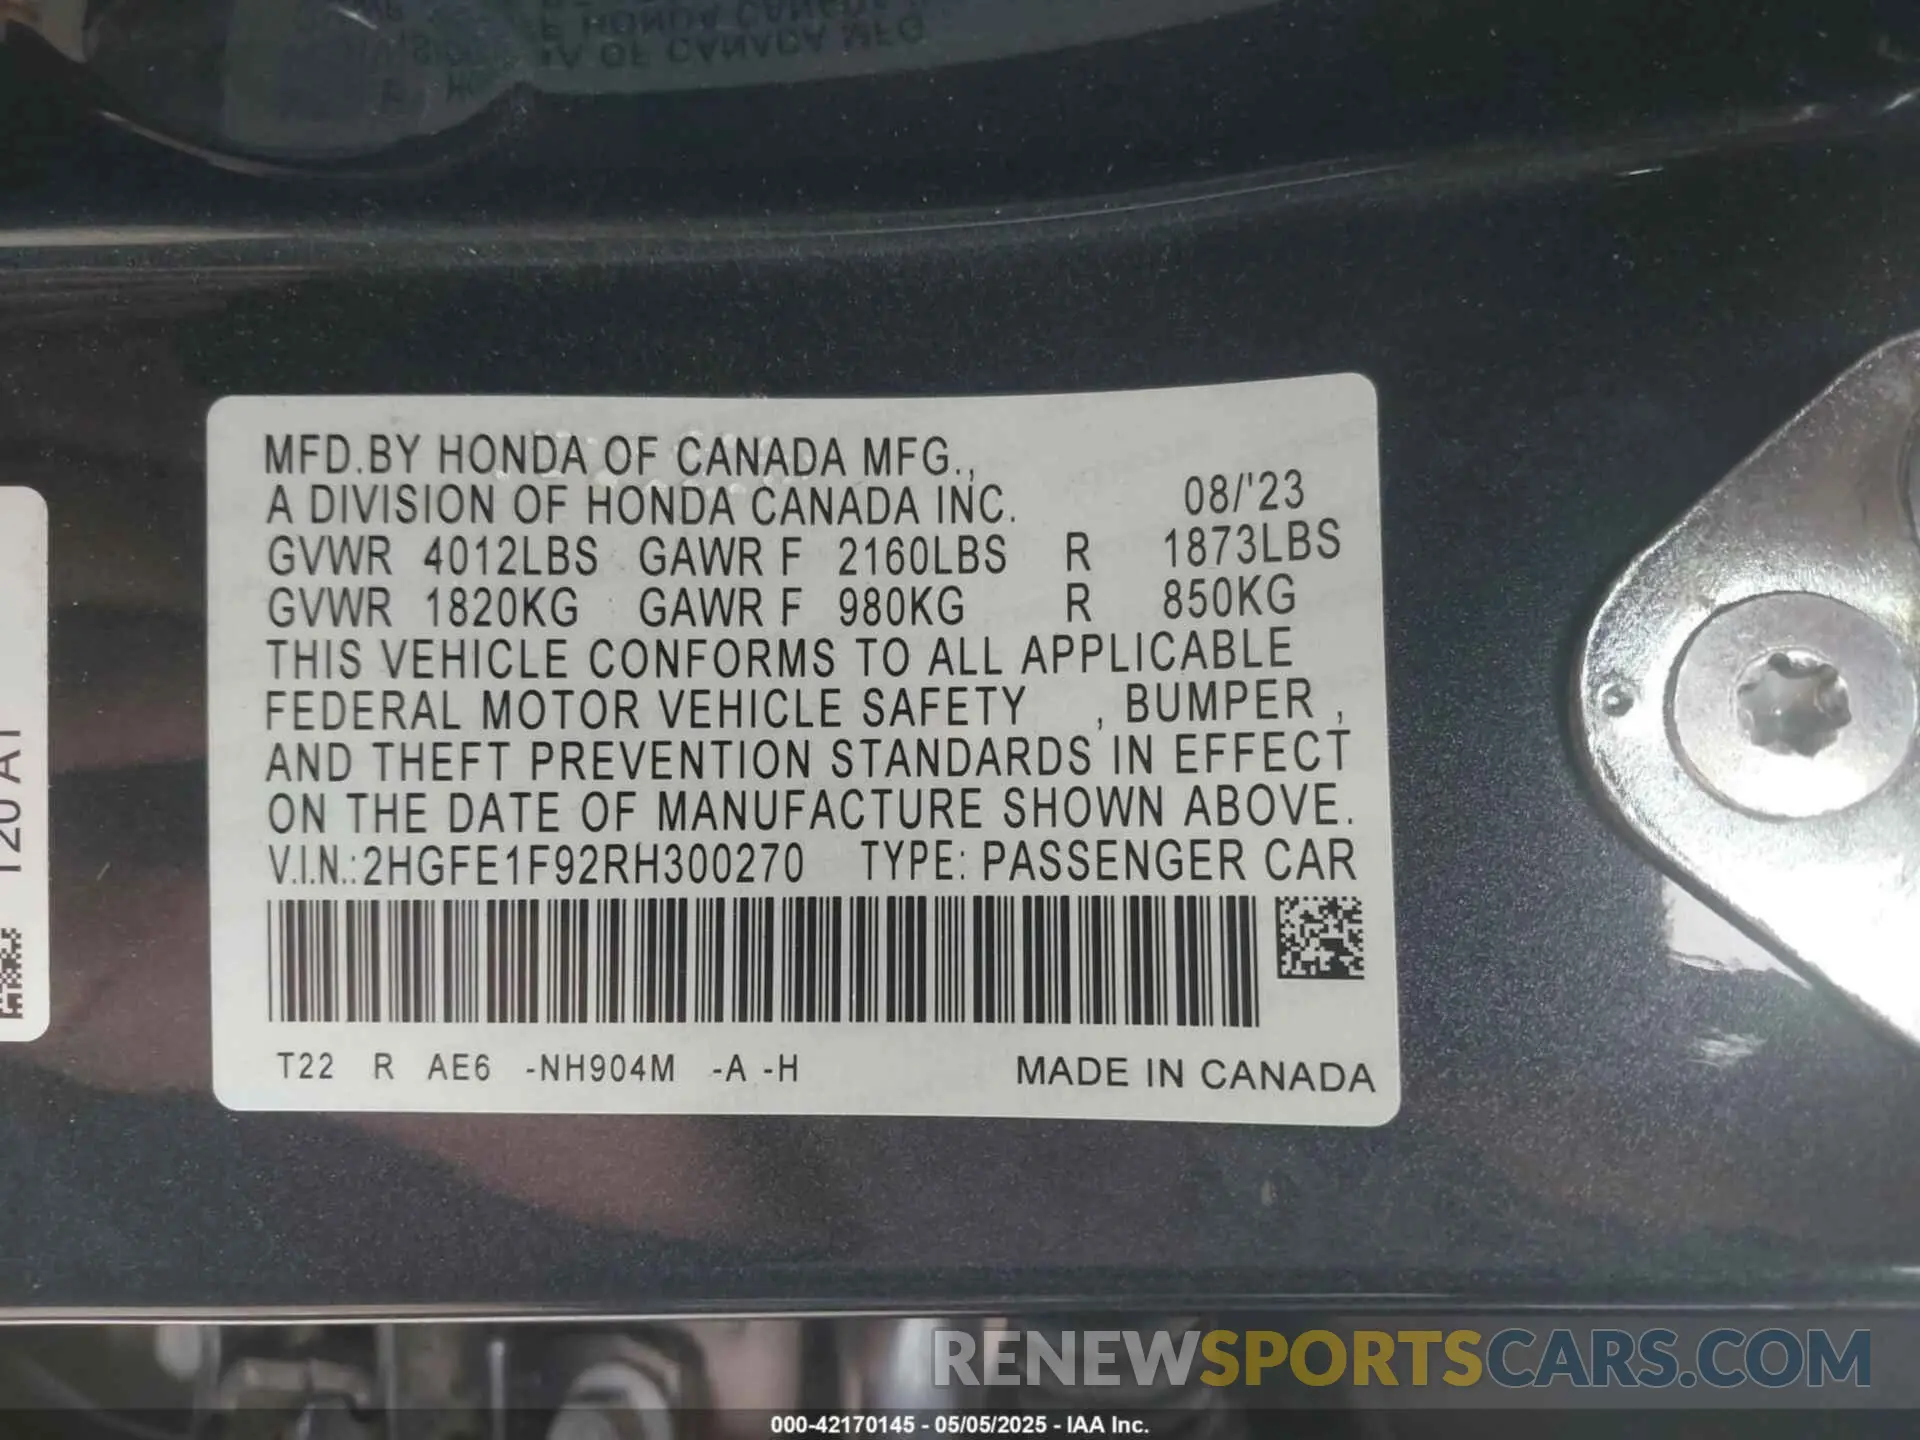 MFD.BY HONDA OF CANADA MFG.,
A DIVISION OF HONDA CANADA INC. 08/'23
GVWR 4012LBS GAWR F 2160LBS R 1873LBS
GVWR 1820KG GAWR F 980KG R 850KG
THIS VEHICLE CONFORMS TO ALL APPLICABLE
FEDERAL MOTOR VEHICLE SAFETY , BUMPER ,
AND THEFT PREVENTION STANDARDS IN EFFECT
ON THE DATE OF MANUFACTURE SHOWN ABOVE.
V.I.N.:2HGFE1F92RH300270 TYPE: PASSENGER CAR
T22 R AE6 -NH904M -A -H MADE IN CANADA
120 A1
RENEWSPORTSCARS.COM
000-42170145 - 05/05/2025 - IAA Inc.